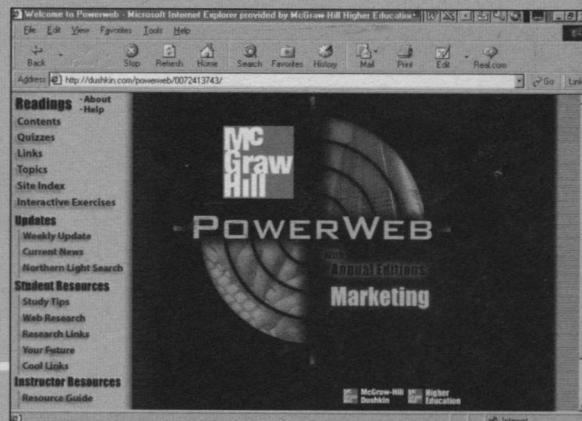 Welcome to Powerweb - Microsoft Internet Explorer provided by McGraw-Hill Higher Education
File Edit View Favorites Tools Help
Back Stop Refresh Home Search Favorites History Mail Print Edit Real.com
Address http://dushkin.com/powerweb/0072413743/ Go Link
Readings - About
- Help
Contents
Quizzes
Links
Topics
Site Index
Interactive Exercises
Updates
Weekly Update
Current News
Northern Light Search
Student Resources
Study Tips
Web Research
Research Links
Your Future
Cool Links
Instructor Resources
Resource Guide
Mc
Graw
Hill
POWERWEB
With
Annual Editions
Marketing
McGraw-Hill
Dushkin
Higher
Education
Internet